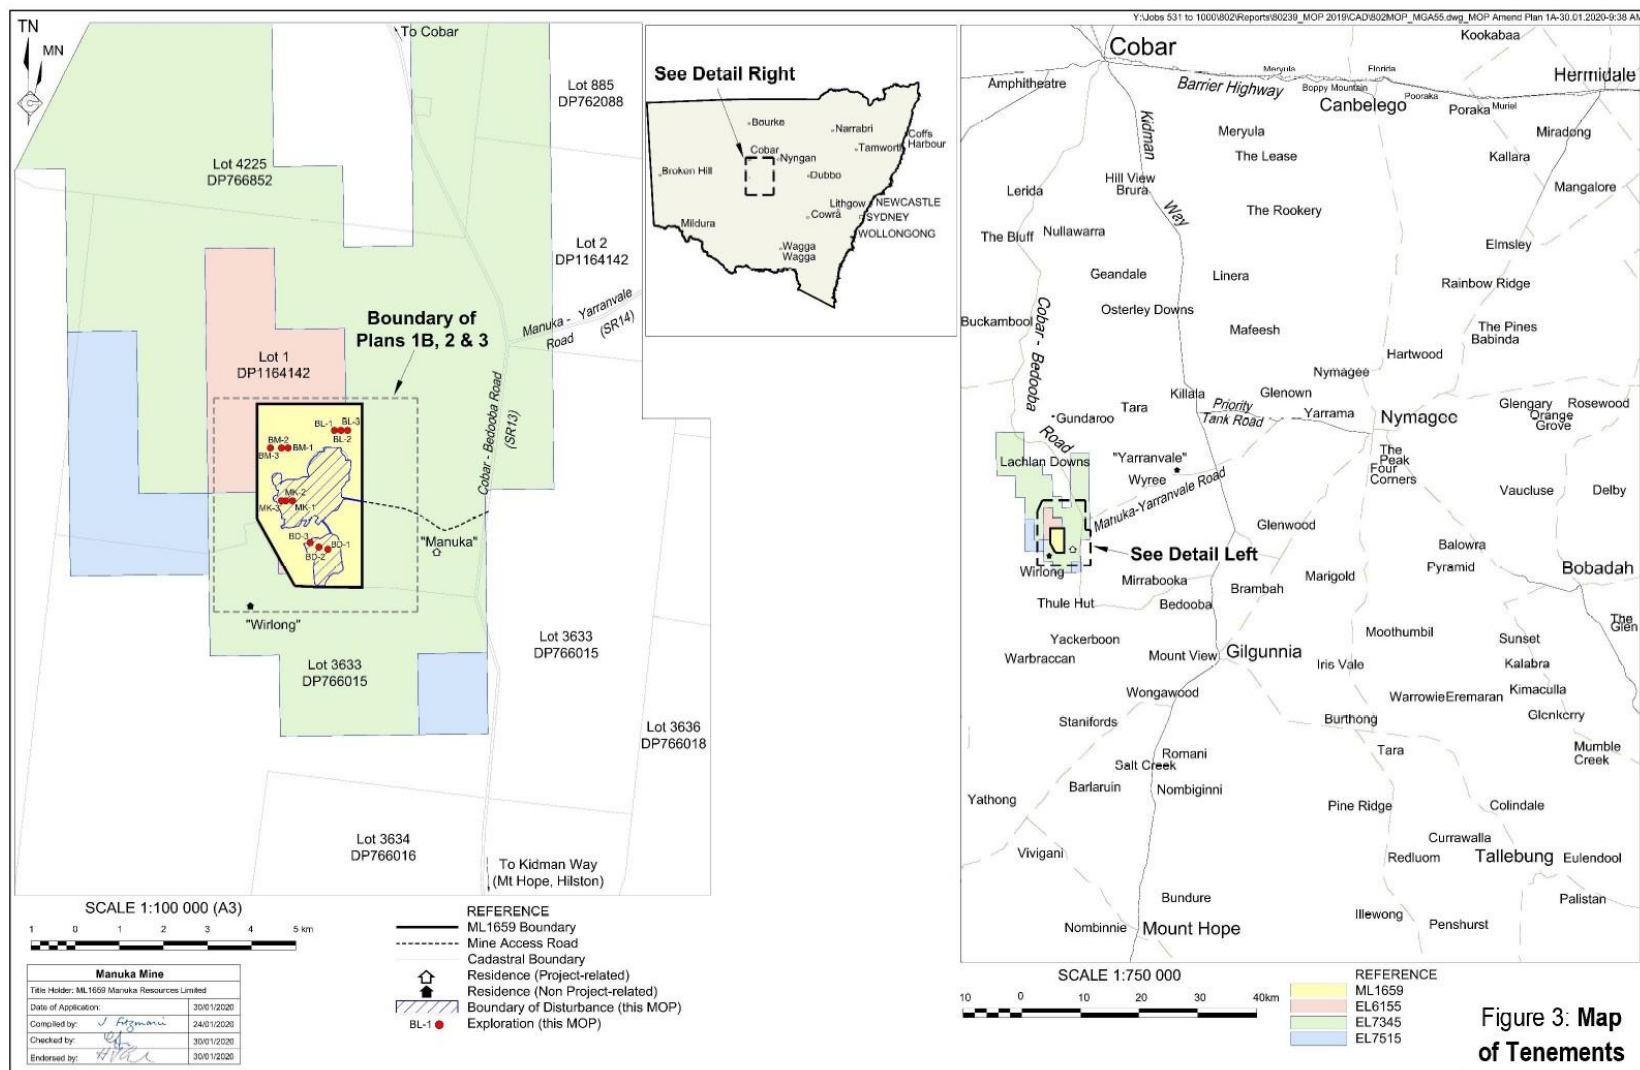 Y:\Jobs 531 to 1000\802\Reports\80239_MOP 2019\CAD\802MOP_MGA55.dwg_MOP Amend Plan 1A-30.01.2020-9:38 AM
TN
MN
To Cobar
Lot 885
DP762088
Lot 4225
DP766852
Lot 2
DP1164142
Manuka - Yarranvale
Road (SR14)
Boundary of
Plans 1B, 2 & 3
Lot 1
DP1164142
BL-1
BL-3
BL-2
BM-2
BM-1
BM-3
MK-2
MK-3
MK-1
BD-3
BD-1
BD-2
Cobar - Bedooba Road
(SR13)
"Manuka"
"Wirlong"
Lot 3633
DP766015
Lot 3633
DP766015
Lot 3636
DP766018
Lot 3634
DP766016
To Kidman Way
(Mt Hope, Hilston)
See Detail Right
Bourke
Narrabri
Coffs
Harbour
Cobar
Nyngan
Tamworth
Broken Hill
Dubbo
Lithgow
NEWCASTLE
Cowra
SYDNEY
Mildura
WOLLONGONG
Wagga
Wagga
Cobar
Kookabaa
Amphitheatre
Meryula
Florida
Hermidale
Barrier Highway
Boppy Mountain
Pooraka
Canbelego
Poraka
Muriel
Kidman
Way
Meryula
Miradong
The Lease
Kallara
Hill View
Brura
Lerida
Mangalore
The Rookery
The Bluff
Nullawarra
Elmsley
Geandale
Linera
Rainbow Ridge
Cobar - Bedooba
Road
Osterley Downs
Buckambool
Mafeesh
The Pines
Babinda
Hartwood
Nymagee
Killala
Glenown
Tara
Priority
Tank Road
Yarrama
Nymagee
Glengary
Rosewood
Orange
Grove
Gundaroo
Lachlan Downs
"Yarranvale"
Wyree
The
Peak
Four
Corners
Manuka-Yarranvale Road
Vaucluse
Delby
Glenwood
See Detail Left
Balowra
Wirlong
Mirrabooka
Marigold
Pyramid
Bobadah
Brambah
Thule Hut
Bedooba
The
Glen
Yackerboon
Moothumbil
Sunset
Warbraccan
Mount View
Gilgunnia
Iris Vale
Kalabra
Wongawood
Warrowie
Eremaran
Kimaculla
Stanifords
Burthong
Glenkerry
Romani
Tara
Mumble
Creek
Salt Creek
Barlaruin
Nombiginni
Yathong
Pine Ridge
Colindale
Currawalla
Vivigani
Redluom
Tallebung
Eulendool
Bundure
Palistan
Illewong
Penshurst
Nombinnie
Mount Hope
SCALE 1:100 000 (A3)
1 0 1 2 3 4 5 km
Manuka Mine
Title Holder: ML1659 Manuka Resources Limited
Date of Application: 30/01/2020
Compiled by: 24/01/2020
Checked by: 30/01/2020
Endorsed by: 30/01/2020
REFERENCE
ML1659 Boundary
Mine Access Road
Cadastral Boundary
Residence (Project-related)
Residence (Non Project-related)
Boundary of Disturbance (this MOP)
BL-1 Exploration (this MOP)
SCALE 1:750 000
10 0 10 20 30 40km
REFERENCE
ML1659
EL6155
EL7345
EL7515
Figure 3: Map
of Tenements